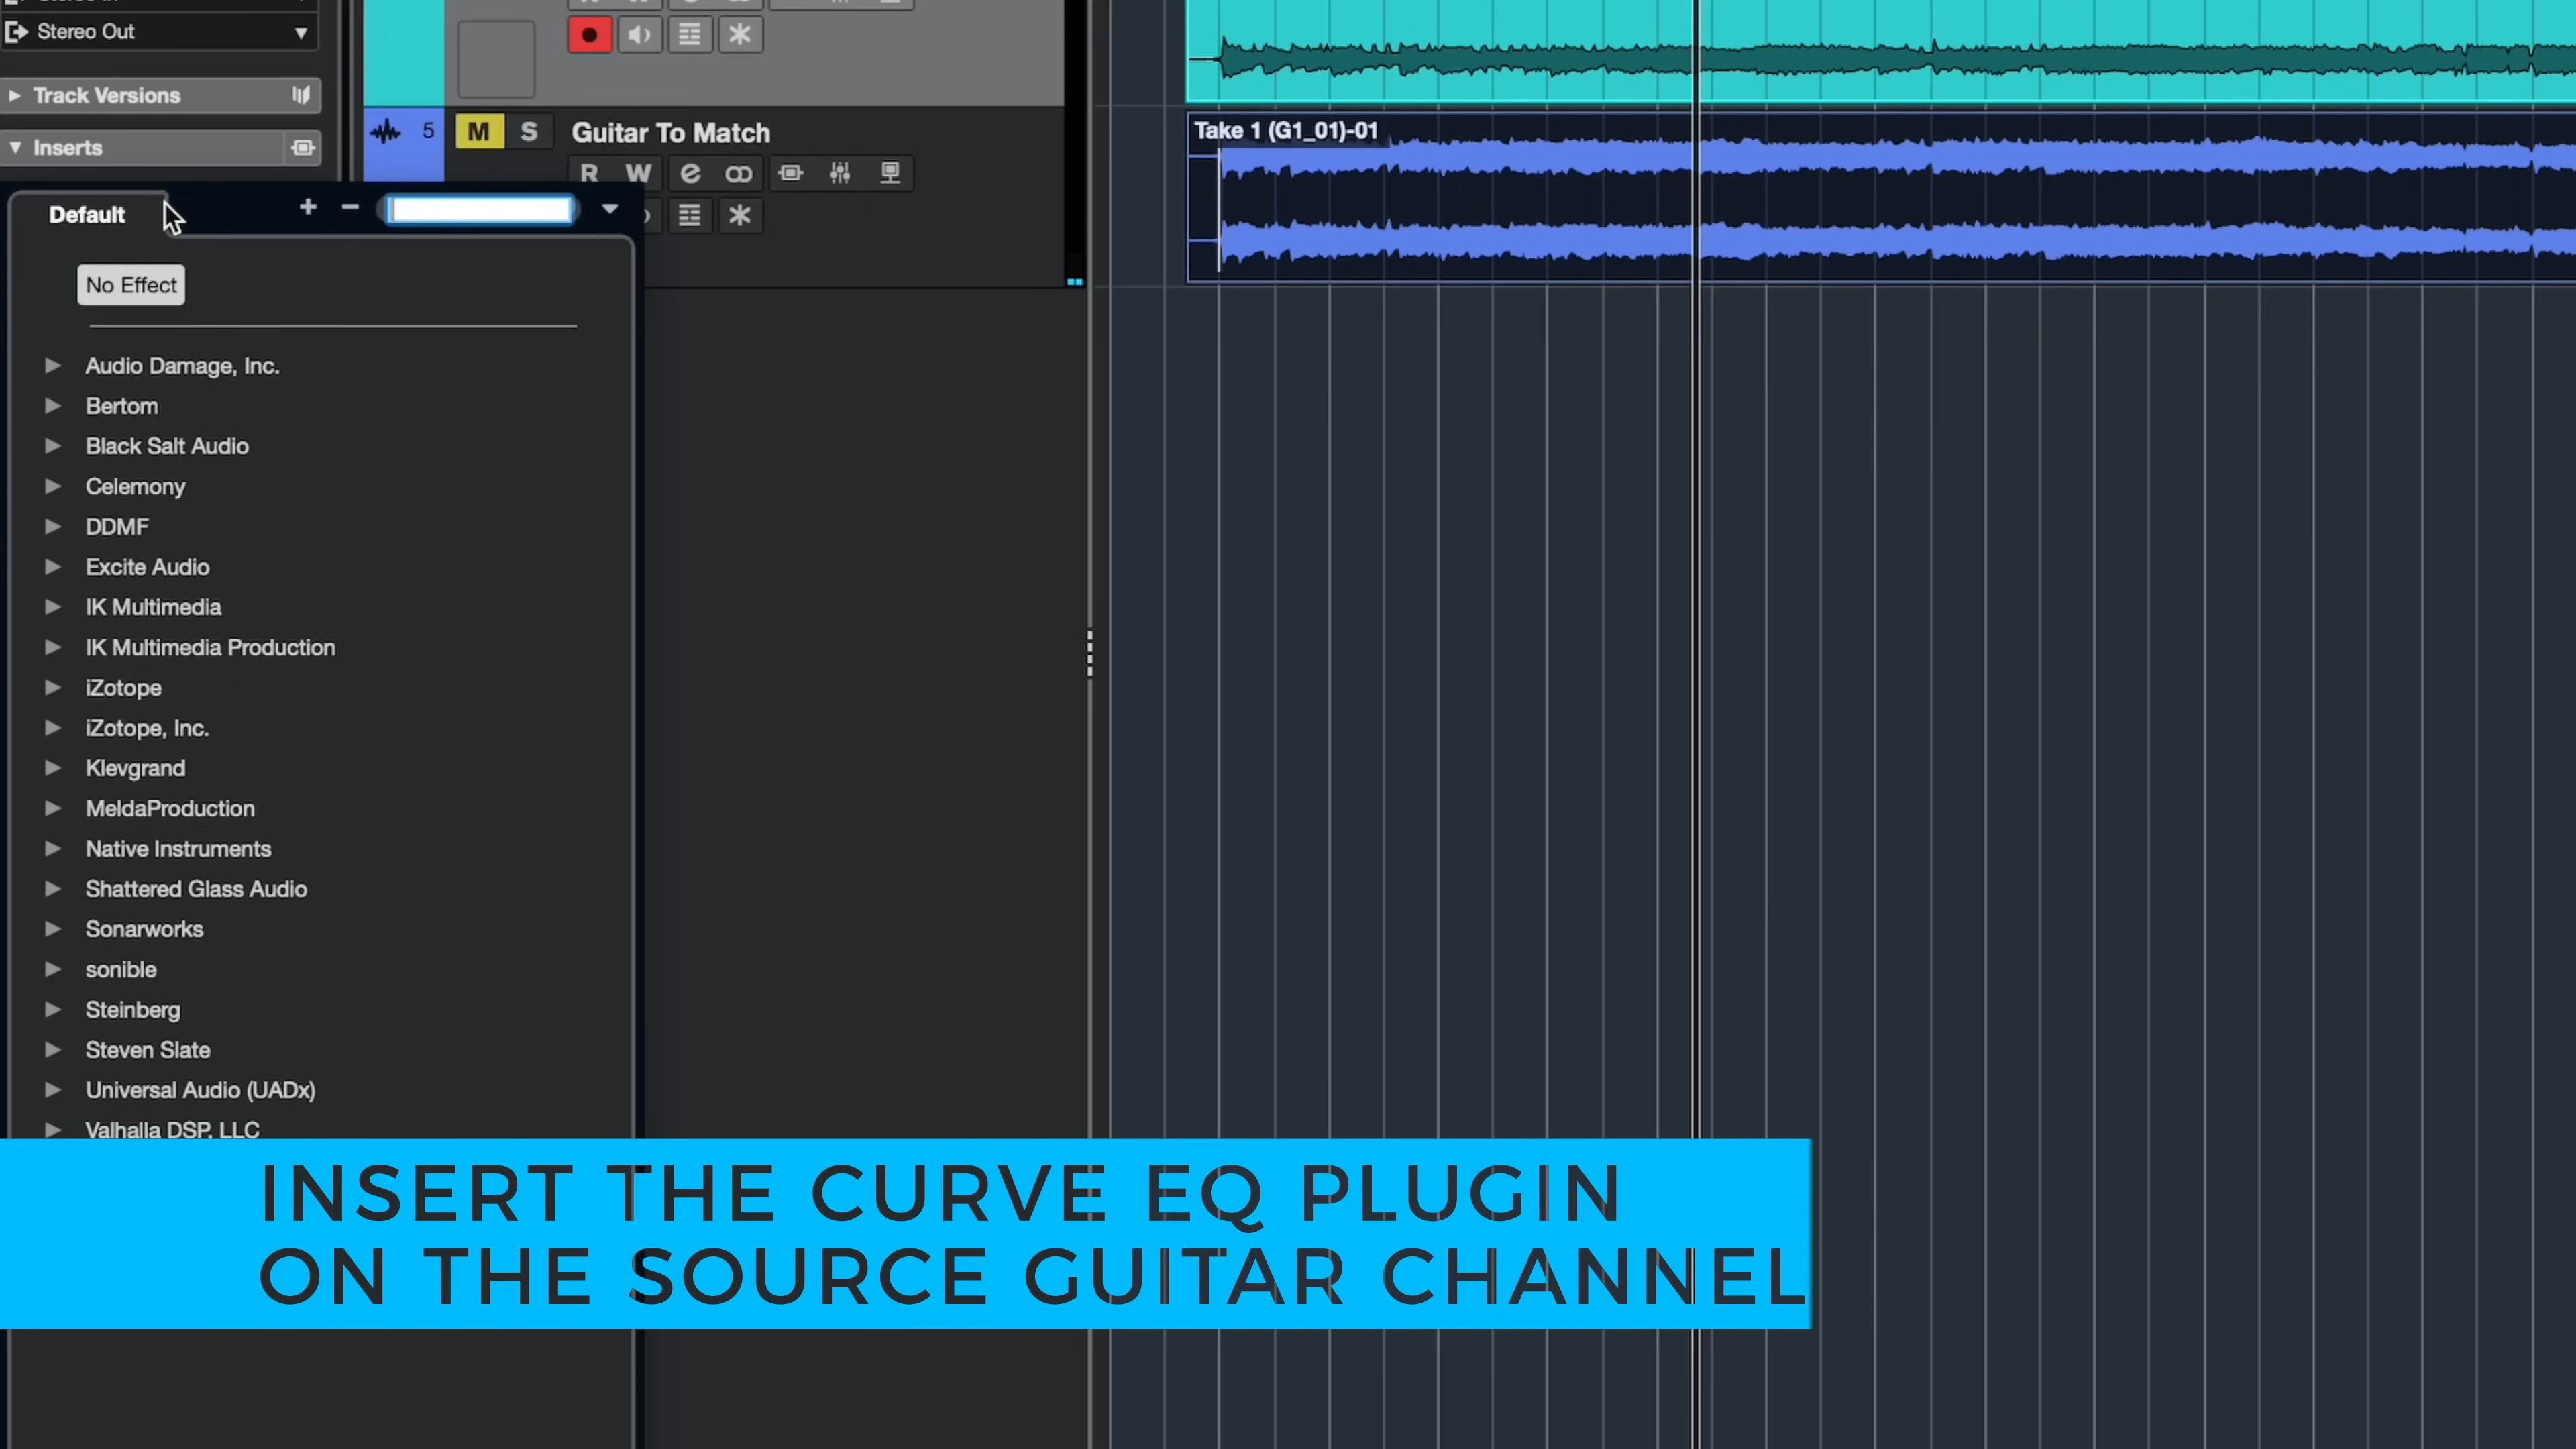 Stereo Out
Track Versions
Inserts
5 M S Guitar To Match
R W e
Take 1 (G1_01)-01
Default + −
No Effect
Audio Damage, Inc.
Bertom
Black Salt Audio
Celemony
DDMF
Excite Audio
IK Multimedia
IK Multimedia Production
iZotope
iZotope, Inc.
Klevgrand
MeldaProduction
Native Instruments
Shattered Glass Audio
Sonarworks
sonible
Steinberg
Steven Slate
Universal Audio (UADx)
Valhalla DSP, LLC
INSERT THE CURVE EQ PLUGIN
ON THE SOURCE GUITAR CHANNEL